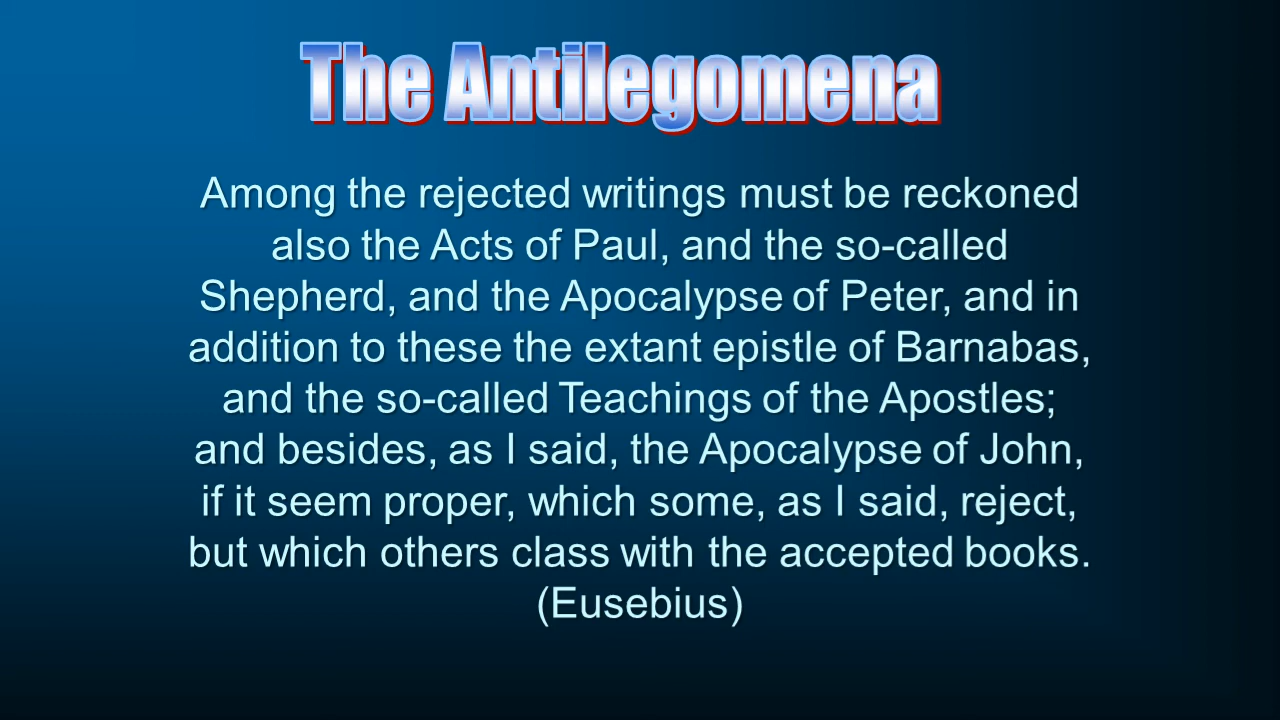 The Antilegomena
Among the rejected writings must be reckoned
also the Acts of Paul, and the so-called
Shepherd, and the Apocalypse of Peter, and in
addition to these the extant epistle of Barnabas,
and the so-called Teachings of the Apostles;
and besides, as I said, the Apocalypse of John,
if it seem proper, which some, as I said, reject,
but which others class with the accepted books.
(Eusebius)